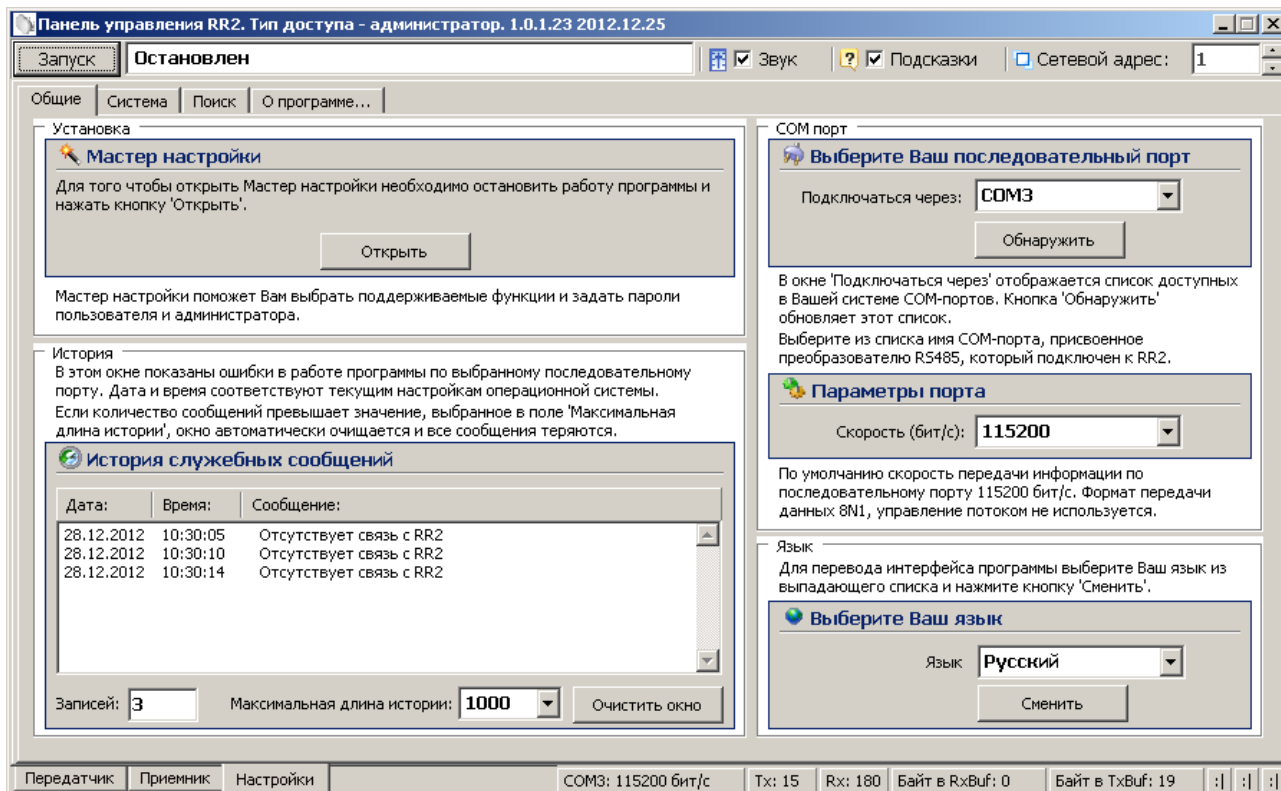 Панель управления RR2. Тип доступа - администратор. 1.0.1.23 2012.12.25
Запуск
Остановлен
Звук
Подсказки
Сетевой адрес:
1
Общие
Система
Поиск
О программе...
Установка
Мастер настройки
Для того чтобы открыть Мастер настройки необходимо остановить работу программы и
нажать кнопку 'Открыть'.
Открыть
Мастер настройки поможет Вам выбрать поддерживаемые функции и задать пароли
пользователя и администратора.
История
В этом окне показаны ошибки в работе программы по выбранному последовательному
порту. Дата и время соответствуют текущим настройкам операционной системы.
Если количество сообщений превышает значение, выбранное в поле 'Максимальная
длина истории', окно автоматически очищается и все сообщения теряются.
История служебных сообщений
Дата: Время: Сообщение:
28.12.2012 10:30:05 Отсутствует связь с RR2
28.12.2012 10:30:10 Отсутствует связь с RR2
28.12.2012 10:30:14 Отсутствует связь с RR2
Записей: 3
Максимальная длина истории: 1000
Очистить окно
COM порт
Выберите Ваш последовательный порт
Подключаться через: COM3
Обнаружить
В окне 'Подключаться через' отображается список доступных
в Вашей системе COM-портов. Кнопка 'Обнаружить'
обновляет этот список.
Выберите из списка имя COM-порта, присвоенное
преобразователю RS485, который подключен к RR2.
Параметры порта
Скорость (бит/с): 115200
По умолчанию скорость передачи информации по
последовательному порту 115200 бит/с. Формат передачи
данных 8N1, управление потоком не используется.
Язык
Для перевода интерфейса программы выберите Ваш язык из
выпадающего списка и нажмите кнопку 'Сменить'.
Выберите Ваш язык
Язык Русский
Сменить
Передатчик
Приемник
Настройки
COM3: 115200 бит/с
Tx: 15
Rx: 180
Байт в RxBuf: 0
Байт в TxBuf: 19
:|
:|
:|